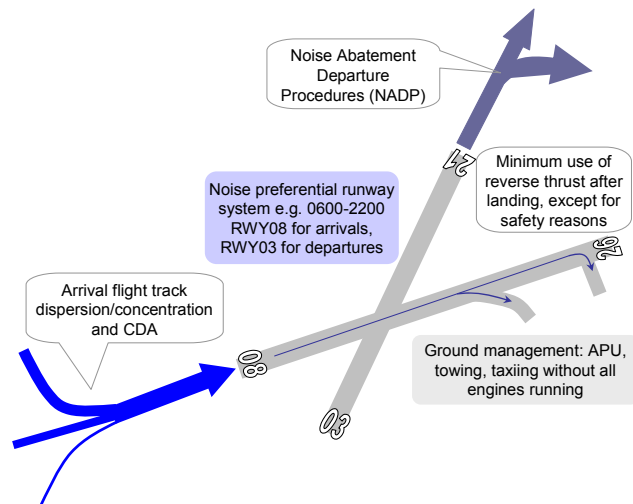 Noise Abatement
Departure
Procedures (NADP)
21
Minimum use of
reverse thrust after
landing, except for
safety reasons
Noise preferential runway
system e.g. 0600-2200
RWY08 for arrivals,
RWY03 for departures
26
Arrival flight track
dispersion/concentration
and CDA
08
Ground management: APU,
towing, taxiing without all
engines running
03